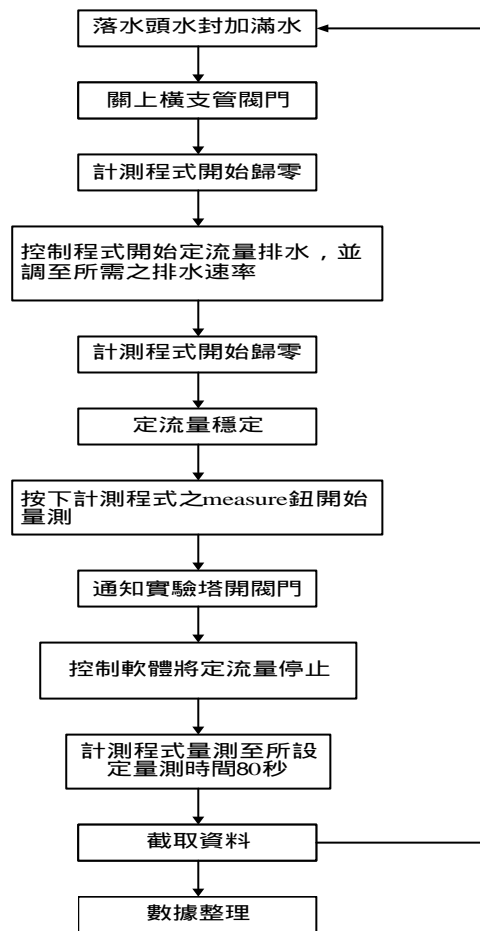 落水頭水封加滿水
關上橫支管閥門
計測程式開始歸零
控制程式開始定流量排水，並
調至所需之排水速率
計測程式開始歸零
定流量穩定
按下計測程式之measure鈕開始
量測
通知實驗塔開閥門
控制軟體將定流量停止
計測程式量測至所設
定量測時間80秒
截取資料
數據整理